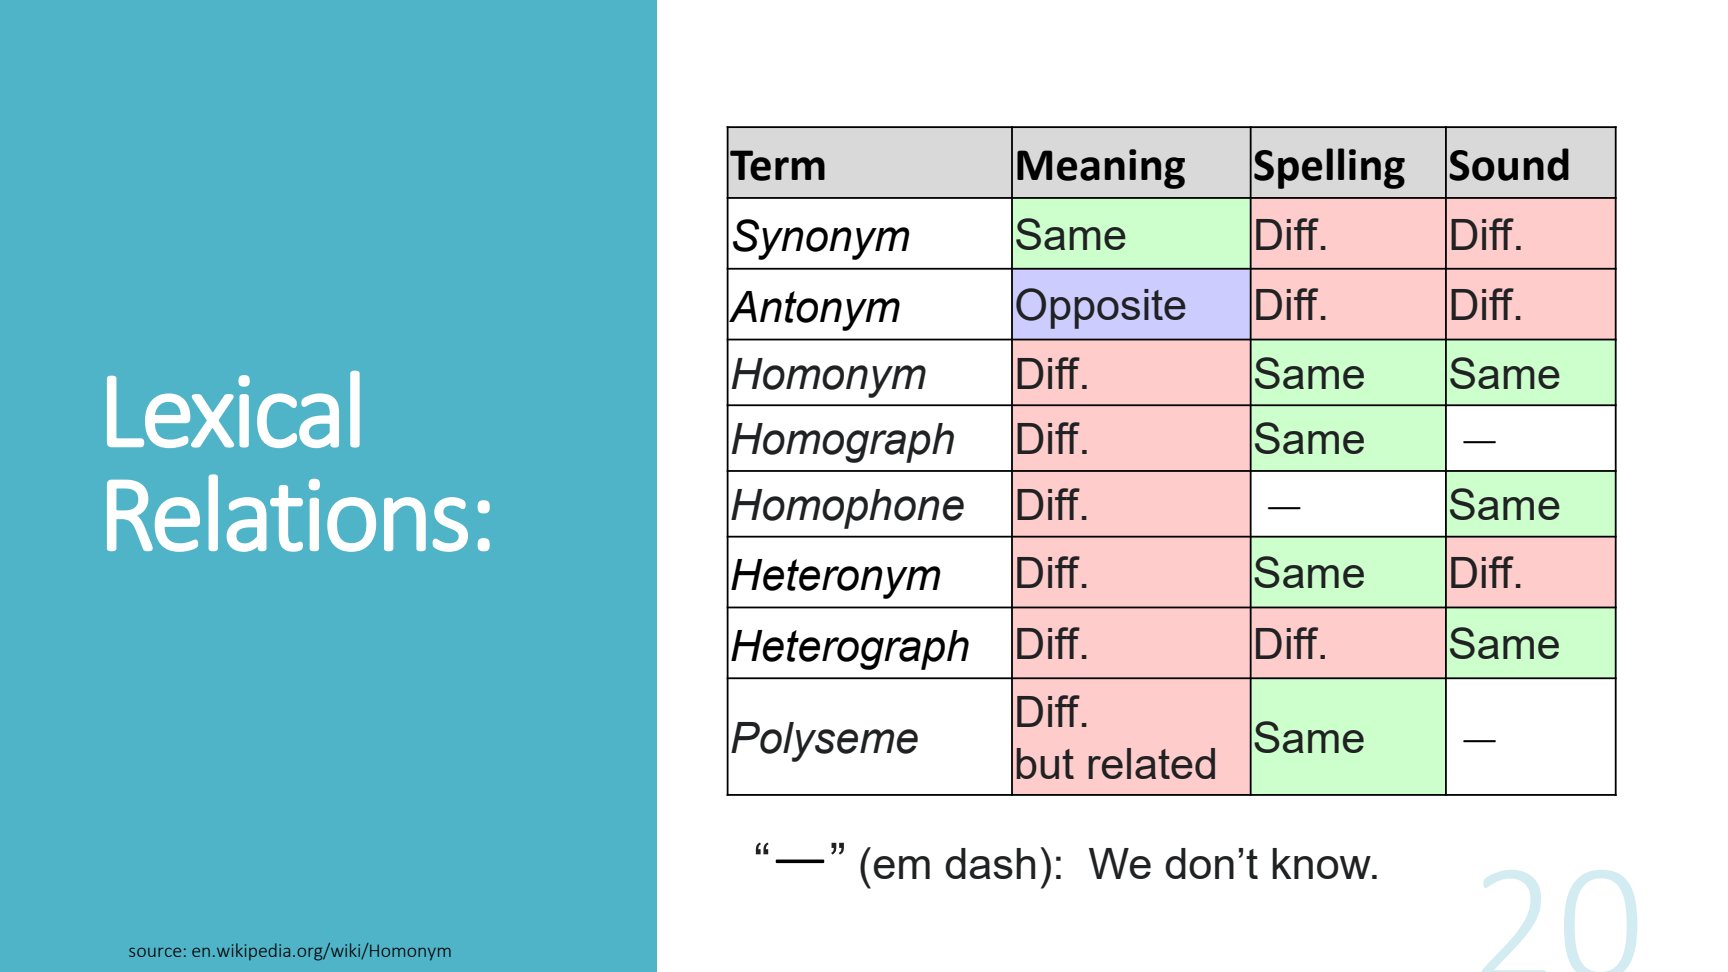 Lexical
Relations:
Term Meaning Spelling Sound
Synonym Same Diff. Diff.
Antonym Opposite Diff. Diff.
Homonym Diff. Same Same
Homograph Diff. Same —
Homophone Diff. — Same
Heteronym Diff. Same Diff.
Heterograph Diff. Diff. Same
Polyseme Diff.
but related Same —
“—” (em dash): We don’t know.
source: en.wikipedia.org/wiki/Homonym
20